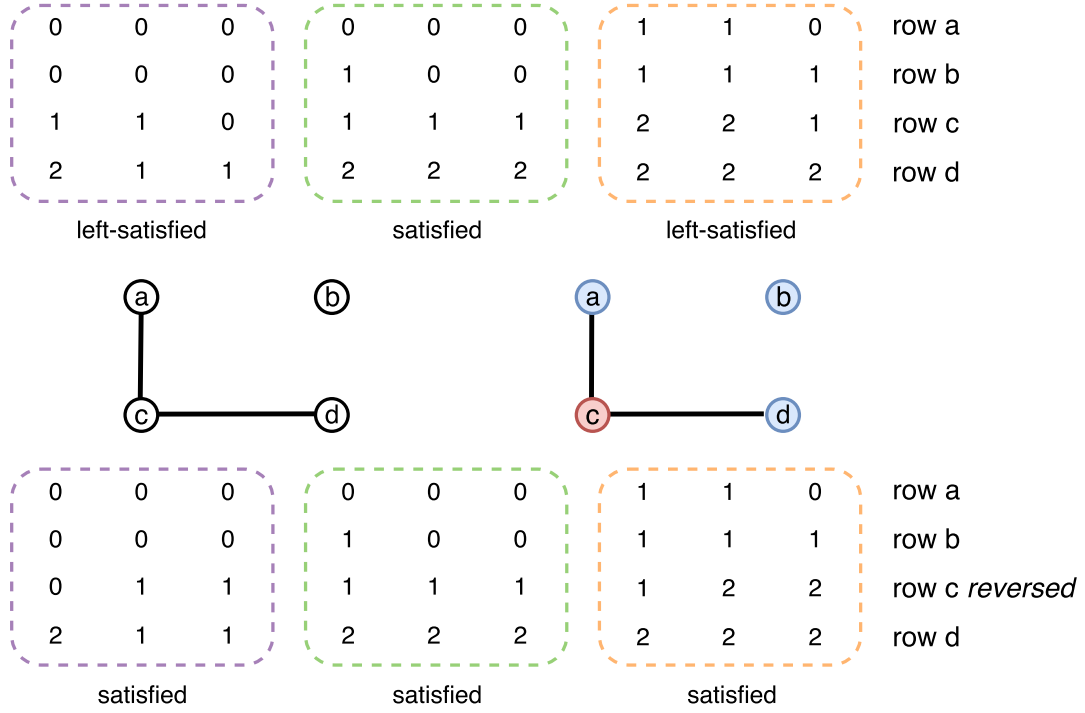 0 0 0 0 0 0 1 1 0 row a
0 0 0 1 0 0 1 1 1 row b
1 1 0 1 1 1 2 2 1 row c
2 1 1 2 2 2 2 2 2 row d
left-satisfied satisfied left-satisfied
a b a b
c d c d
0 0 0 0 0 0 1 1 0 row a
0 0 0 1 0 0 1 1 1 row b
0 1 1 1 1 1 1 2 2 row c reversed
2 1 1 2 2 2 2 2 2 row d
satisfied satisfied satisfied